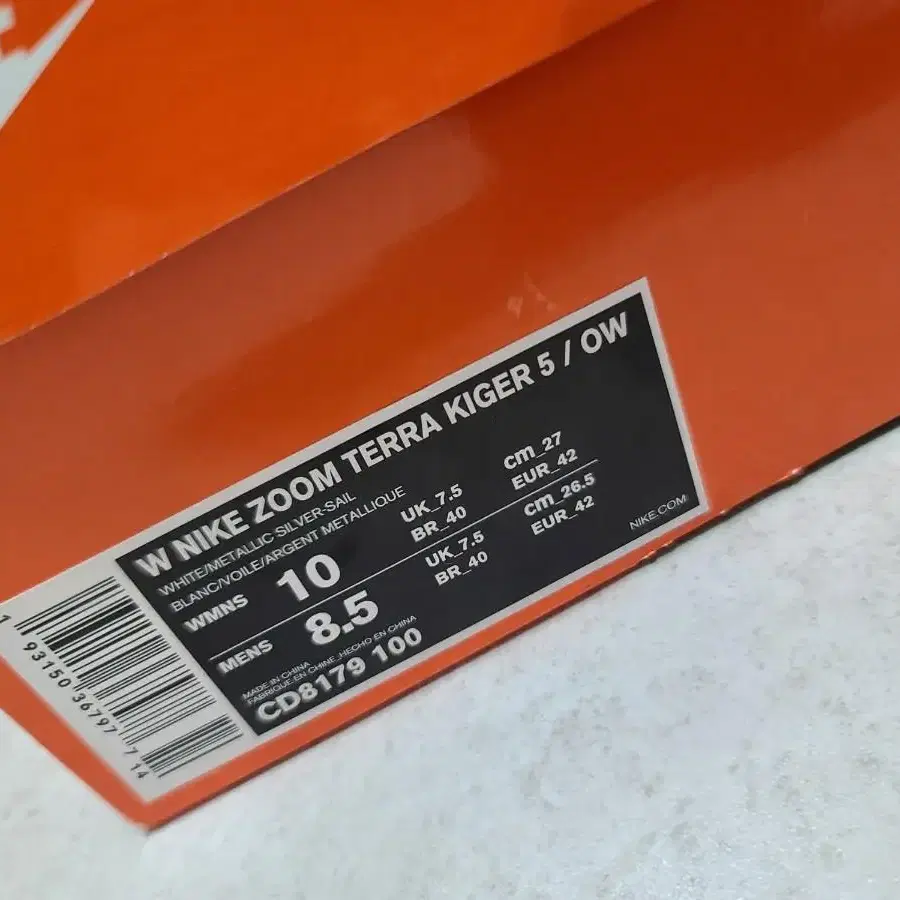 W NIKE ZOOM TERRA KIGER 5 / OW
WHITE/METALLIC SILVER-SAIL
BLANC/VOILE/ARGENT METALLIQUE
WMNS 10 UK_7.5 cm_27
BR_40 EUR_42
MENS 8.5 UK_7.5 cm_26.5
BR_40 EUR_42
MADE IN CHINA
FABRIQUE EN CHINE, HECHO EN CHINA
CD8179 100
NIKE.COM
1 93150 36797 7 14